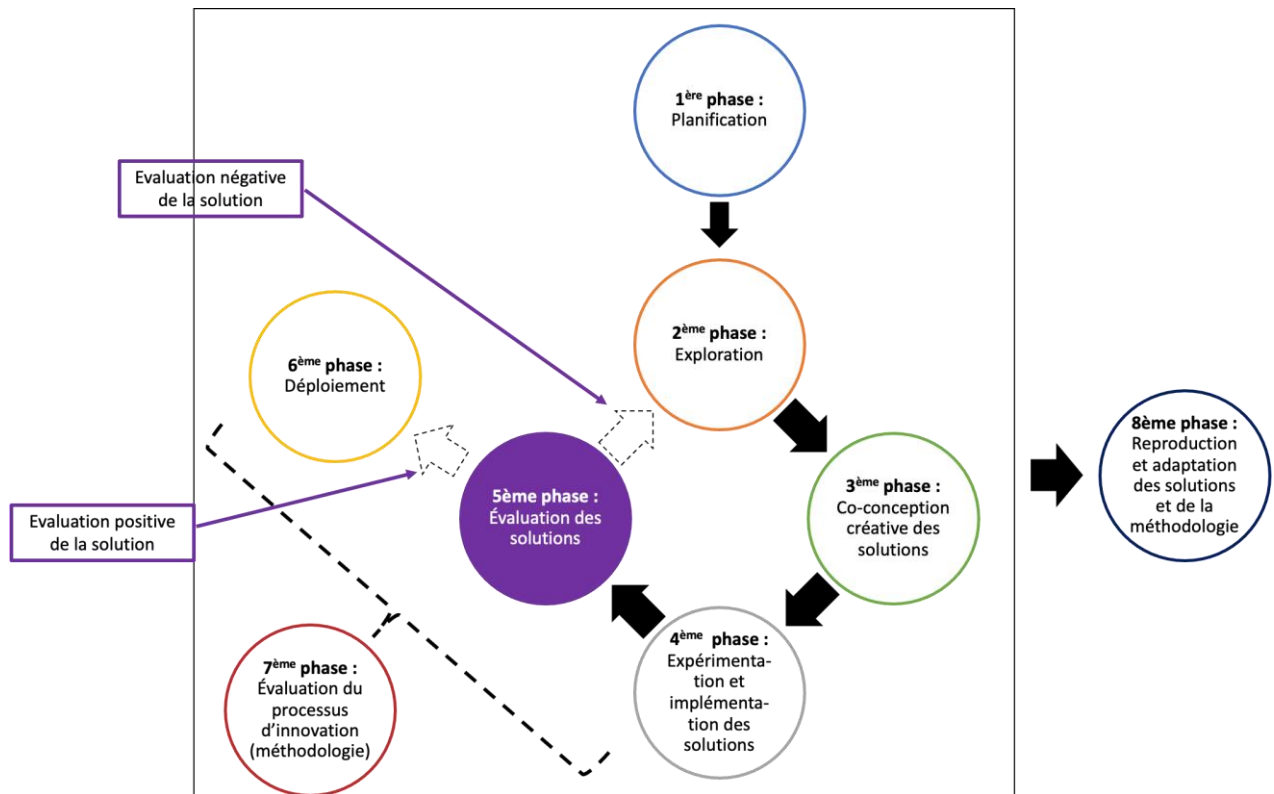 1ère phase :
Planification
Evaluation négative
de la solution
2ème phase :
Exploration
6ème phase :
Déploiement
8ème phase :
Reproduction
et adaptation
des solutions
et de la
méthodologie
3ème phase :
Co-conception
créative des
solutions
5ème phase :
Évaluation des
solutions
Evaluation positive
de la solution
4ème phase :
Expérimenta-
tion et
implémenta-
tion des
solutions
7ème phase :
Évaluation du
processus
d’innovation
(méthodologie)